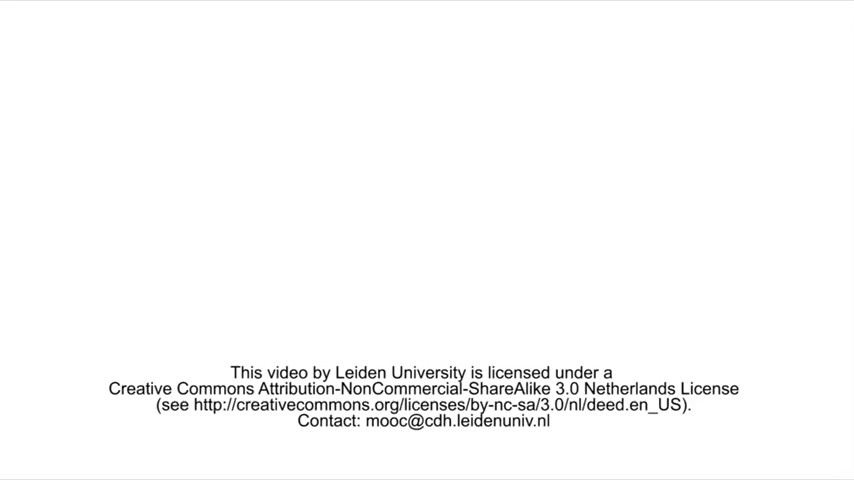 This video by Leiden University is licensed under a
Creative Commons Attribution-NonCommercial-ShareAlike 3.0 Netherlands License
(see http://creativecommons.org/licenses/by-nc-sa/3.0/nl/deed.en_US).
Contact: mooc@cdh.leidenuniv.nl